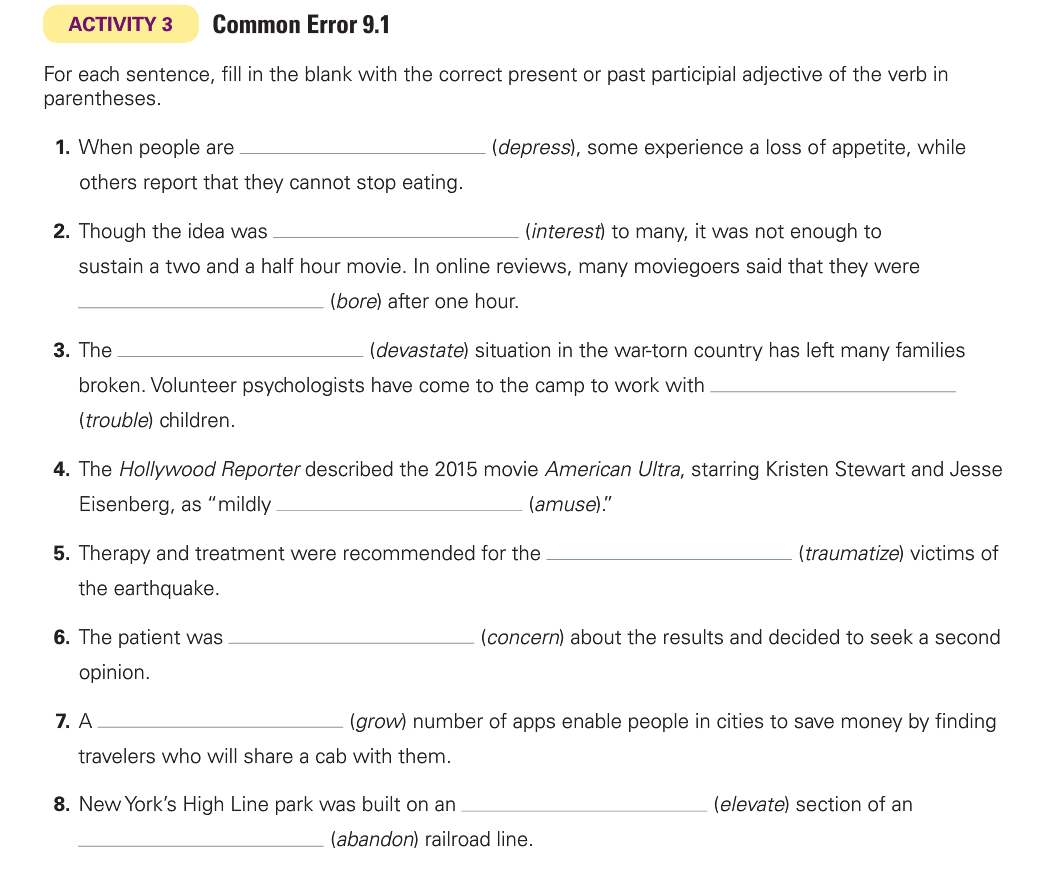 ACTIVITY 3 Common Error 9.1
For each sentence, fill in the blank with the correct present or past participial adjective of the verb in
parentheses.
1. When people are ____________ (depress), some experience a loss of appetite, while
others report that they cannot stop eating.
2. Though the idea was ____________ (interest) to many, it was not enough to
sustain a two and a half hour movie. In online reviews, many moviegoers said that they were
____________ (bore) after one hour.
3. The ____________ (devastate) situation in the war-torn country has left many families
broken. Volunteer psychologists have come to the camp to work with ____________
(trouble) children.
4. The Hollywood Reporter described the 2015 movie American Ultra, starring Kristen Stewart and Jesse
Eisenberg, as “mildly ____________ (amuse).”
5. Therapy and treatment were recommended for the ____________ (traumatize) victims of
the earthquake.
6. The patient was ____________ (concern) about the results and decided to seek a second
opinion.
7. A ____________ (grow) number of apps enable people in cities to save money by finding
travelers who will share a cab with them.
8. New York’s High Line park was built on an ____________ (elevate) section of an
____________ (abandon) railroad line.